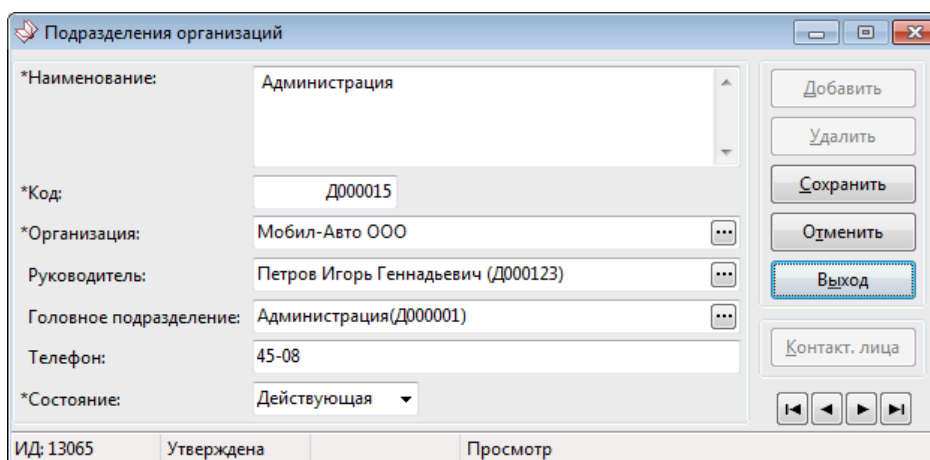 Подразделения организаций
*Наименование: Администрация
Добавить
Удалить
*Код: Д000015
Сохранить
*Организация: Мобил-Авто ООО ...
Отменить
Руководитель: Петров Игорь Геннадьевич (Д000123) ...
Выход
Головное подразделение: Администрация(Д000001) ...
Телефон: 45-08
Контакт. лица
*Состояние: Действующая
ИД: 13065 Утверждена Просмотр